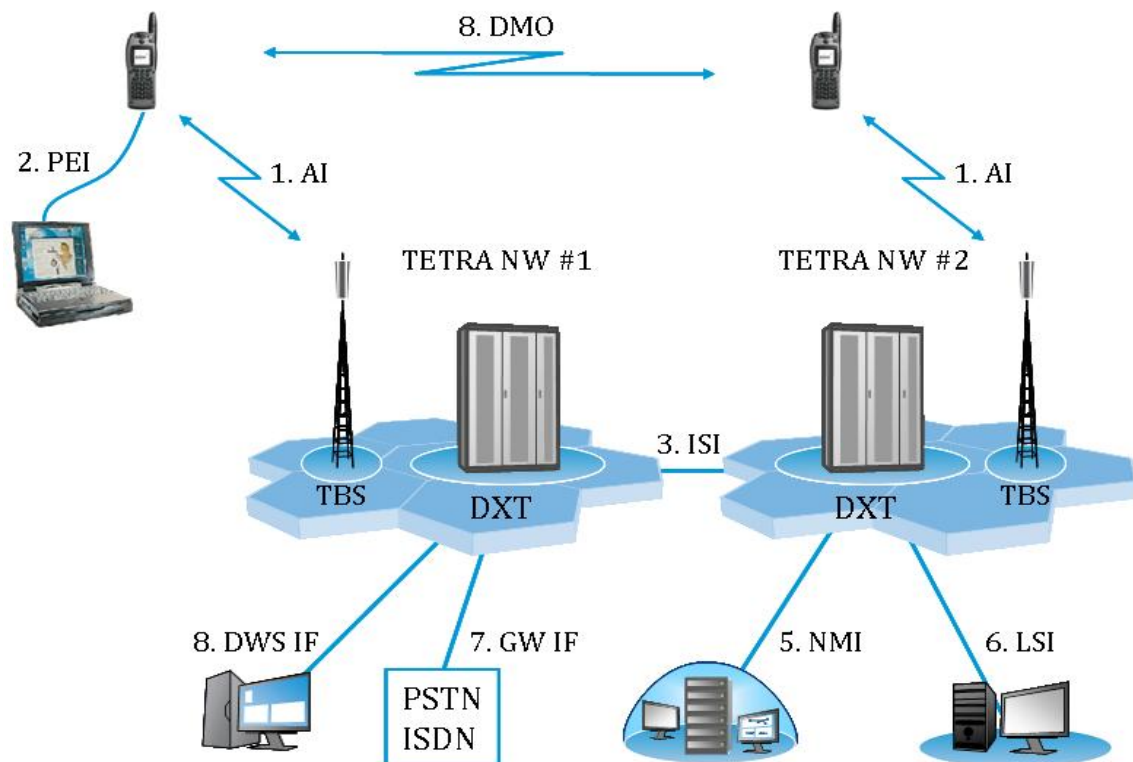 8. DMO
2. PEI
1. AI
1. AI
TETRA NW #1
TETRA NW #2
3. ISI
TBS
DXT
DXT
TBS
8. DWS IF
7. GW IF
5. NMI
6. LSI
PSTN
ISDN